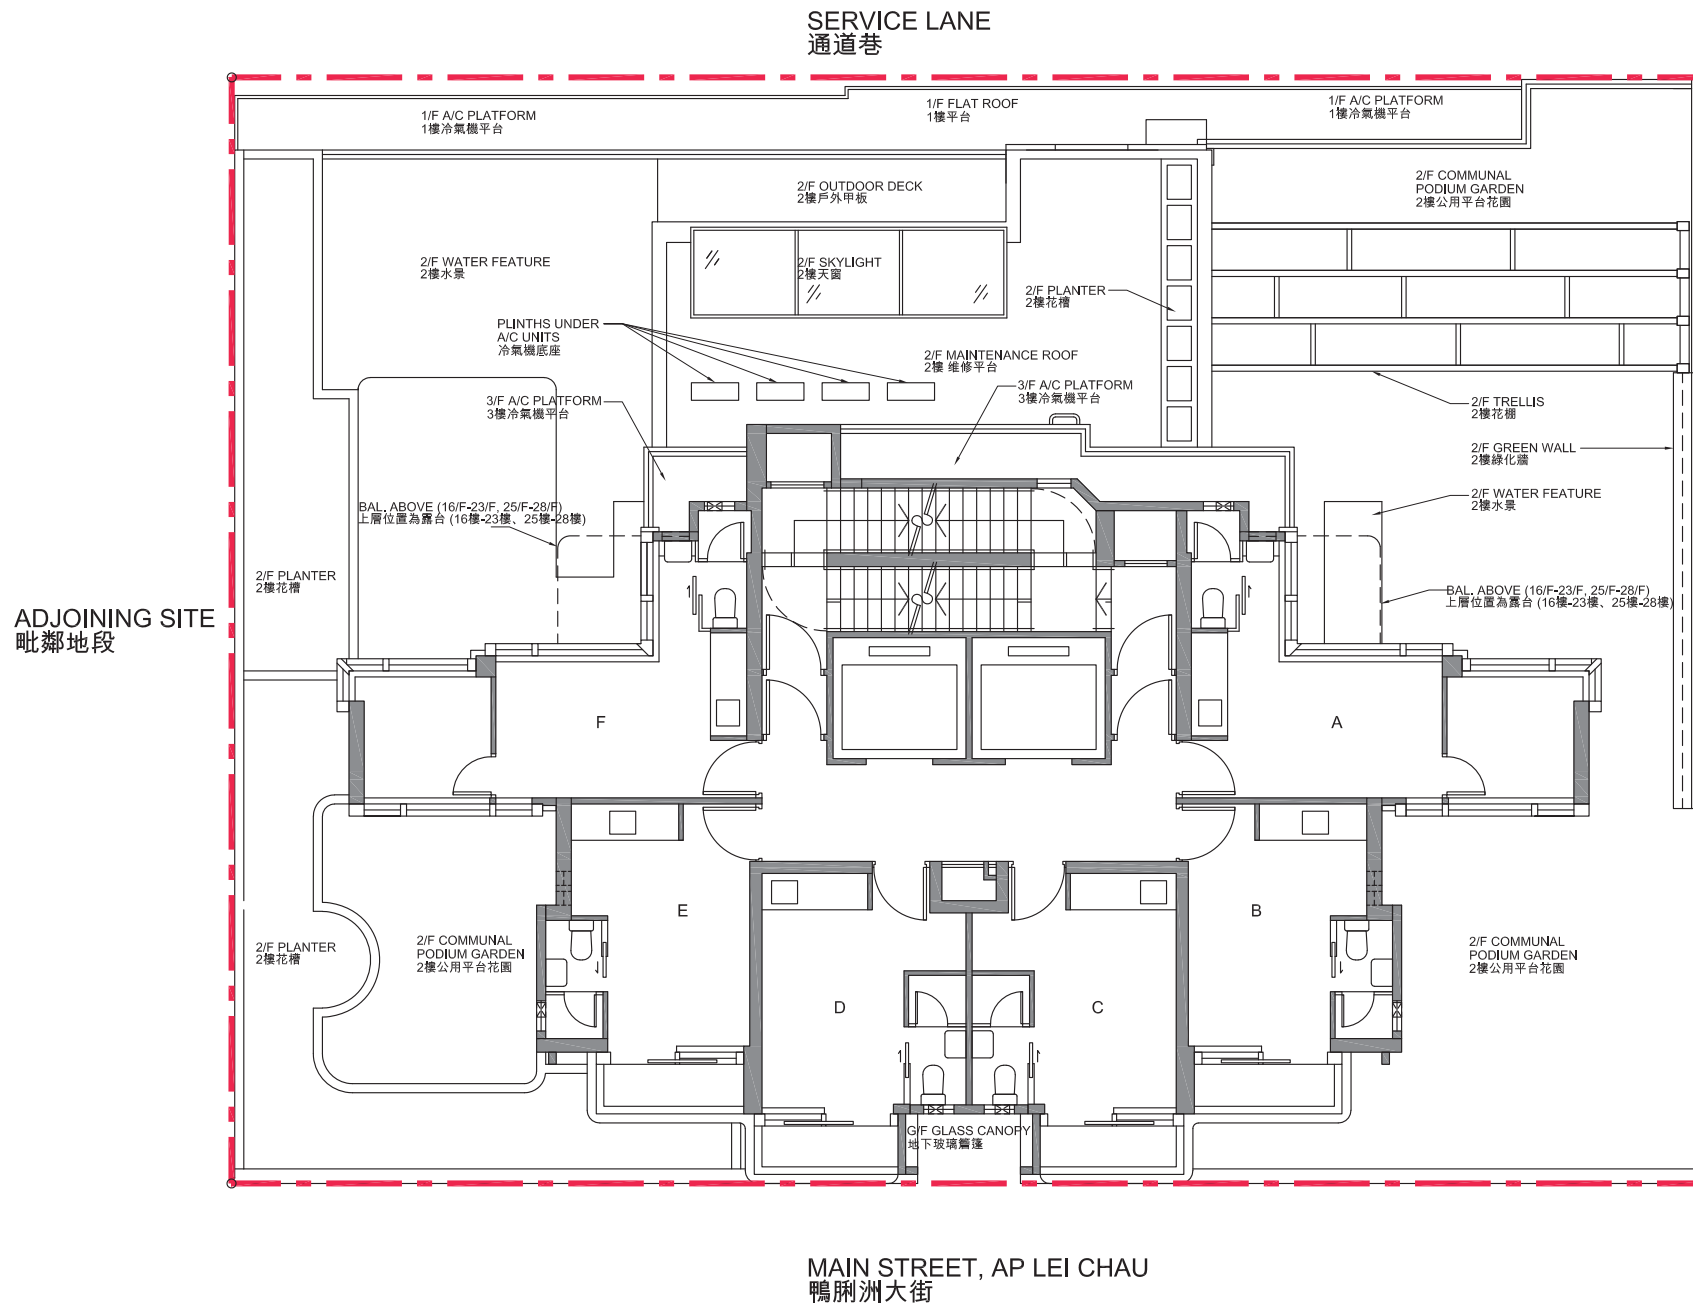 SERVICE LANE
通道巷
1/F A/C PLATFORM
1樓冷氣機平台
1/F FLAT ROOF
1樓平台
1/F A/C PLATFORM
1樓冷氣機平台
2/F OUTDOOR DECK
2樓戶外甲板
2/F COMMUNAL
PODIUM GARDEN
2樓公用平台花園
2/F WATER FEATURE
2樓水景
2/F SKYLIGHT
2樓天窗
2/F PLANTER
2樓花槽
PLINTHS UNDER
A/C UNITS
冷氣機底座
2/F MAINTENANCE ROOF
2樓 維修平台
3/F A/C PLATFORM
3樓冷氣機平台
3/F A/C PLATFORM
3樓冷氣機平台
2/F TRELLIS
2樓花棚
2/F GREEN WALL
2樓綠化牆
2/F WATER FEATURE
2樓水景
BAL. ABOVE (16/F-23/F, 25/F-28/F)
上層位置為露台 (16樓-23樓、25樓-28樓)
2/F PLANTER
2樓花槽
BAL. ABOVE (16/F-23/F, 25/F-28/F)
上層位置為露台 (16樓-23樓、25樓-28樓)
ADJOINING SITE
毗鄰地段
F
A
E
B
2/F PLANTER
2樓花槽
2/F COMMUNAL
PODIUM GARDEN
2樓公用平台花園
2/F COMMUNAL
PODIUM GARDEN
2樓公用平台花園
D
C
G/F GLASS CANOPY
地下玻璃簷篷
MAIN STREET, AP LEI CHAU
鴨脷洲大街